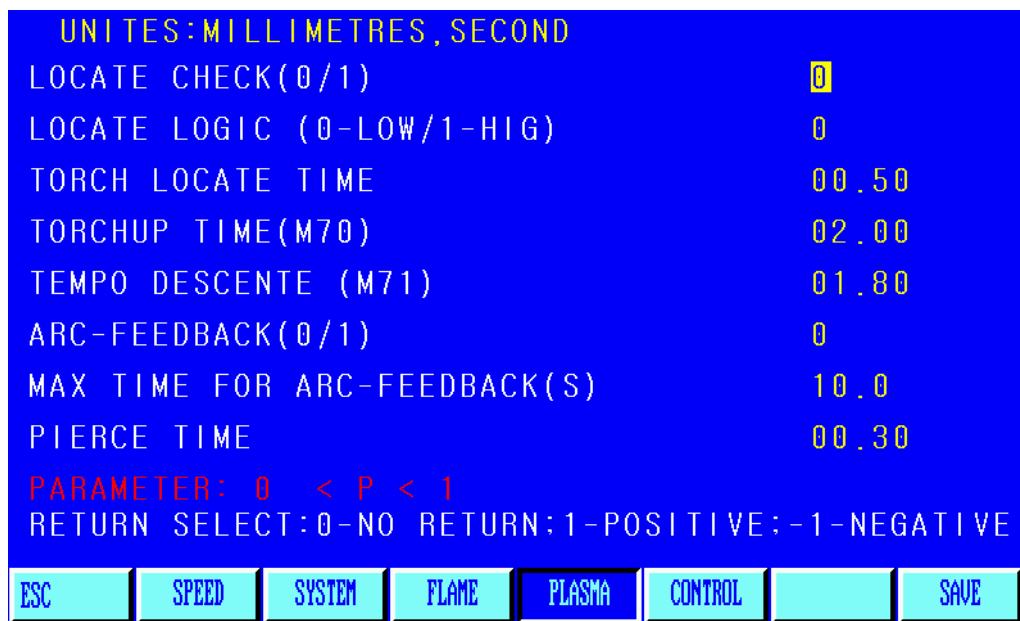 UNITES:MILLIMETRES,SECOND
LOCATE CHECK(0/1) 0
LOCATE LOGIC (0-LOW/1-HIG) 0
TORCH LOCATE TIME 00.50
TORCHUP TIME(M70) 02.00
TEMPO DESCENTE (M71) 01.80
ARC-FEEDBACK(0/1) 0
MAX TIME FOR ARC-FEEDBACK(S) 10.0
PIERCE TIME 00.30
PARAMETER: 0 < P < 1
RETURN SELECT:0-NO RETURN;1-POSITIVE;-1-NEGATIVE
ESC SPEED SYSTEM FLAME PLASMA CONTROL SAVE